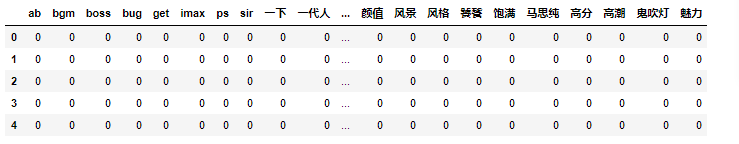 ab bgm boss bug get imax ps sir 一下 一代人 ... 颜值 风景 风格 饕餮 饱满 马思纯 高分 高潮 鬼吹灯 魅力
0 0 0 0 0 0 0 0 0 0 0 ... 0 0 0 0 0 0 0 0 0 0
1 0 0 0 0 0 0 0 0 0 0 ... 0 0 0 0 0 0 0 0 0 0
2 0 0 0 0 0 0 0 0 0 0 ... 0 0 0 0 0 0 0 0 0 0
3 0 0 0 0 0 0 0 0 0 0 ... 0 0 0 0 0 0 0 0 0 0
4 0 0 0 0 0 0 0 0 0 0 ... 0 0 0 0 0 0 0 0 0 0